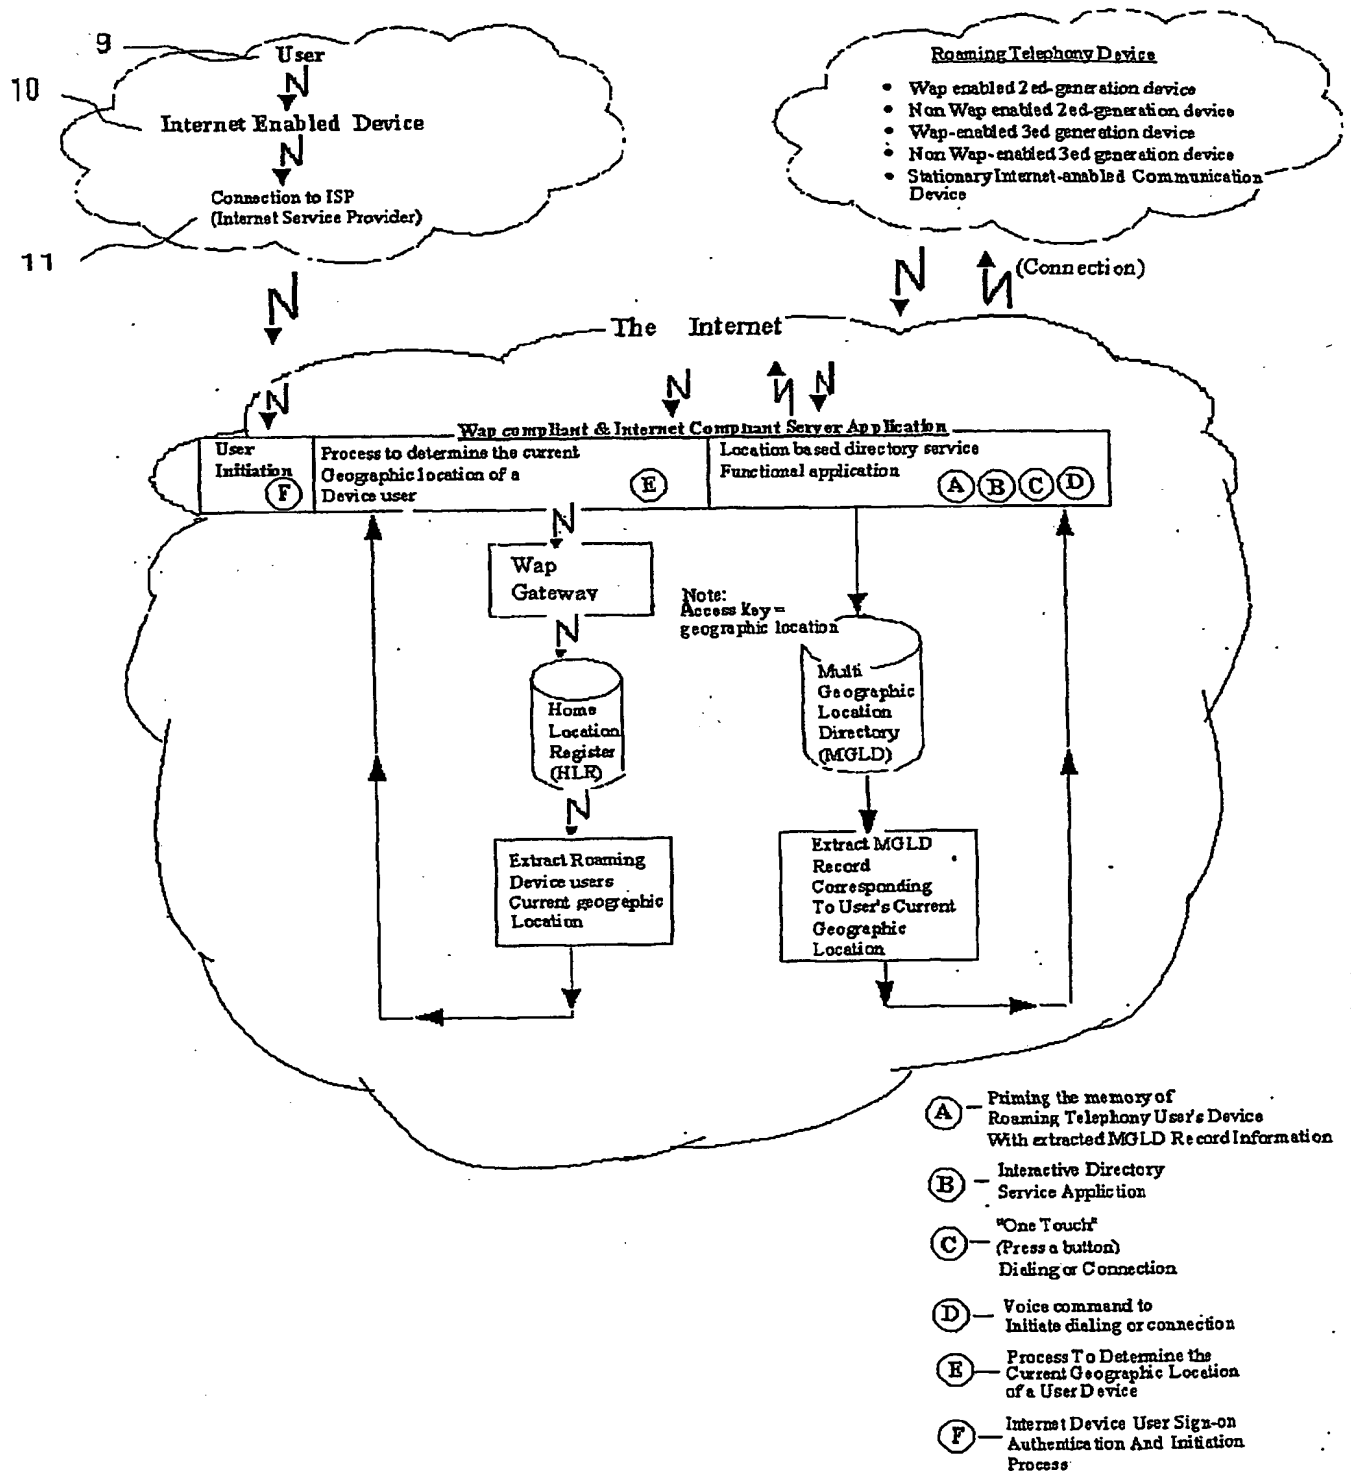 9
User
10
Internet Enabled Device
Connection to ISP
(Internet Service Provider)
11
Roaming Telephony Device
• Wap enabled 2ed-generation device
• Non Wap enabled 2ed-generation device
• Wap-enabled 3ed generation device
• Non Wap-enabled 3ed generation device
• Stationary Internet-anabled Communication
Device
(Connection)
The Internet
Wap compliant & Internet Compliant Server Application
User
Initiation
F
Process to determine the current
Geographic location of a
Device user
E
Location based directory service
Functional application
A B C D
Wap
Gateway
Note:
Access Key=
geographic location
Home
Location
Register
(HLR)
Multi
Geographic
Location
Directory
(MGLD)
Extract Roaming
Device users
Current geographic
Location
Extract MGLD
Record
Corresponding
To User's Current
Geographic
Location
A – Priming the memory of
Roaming Telephony User's Device
With extracted MGLD Record Information
B – Interactive Directory
Service Appliction
C – "One Touch"
(Press a button)
Dialing or Connection
D – Voice command to
Initiate dialing or connection
E – Process To Determine the
Current Geographic Location
of a User Device
F – Internet Device User Sign-on
Authentication And Initiation
Process